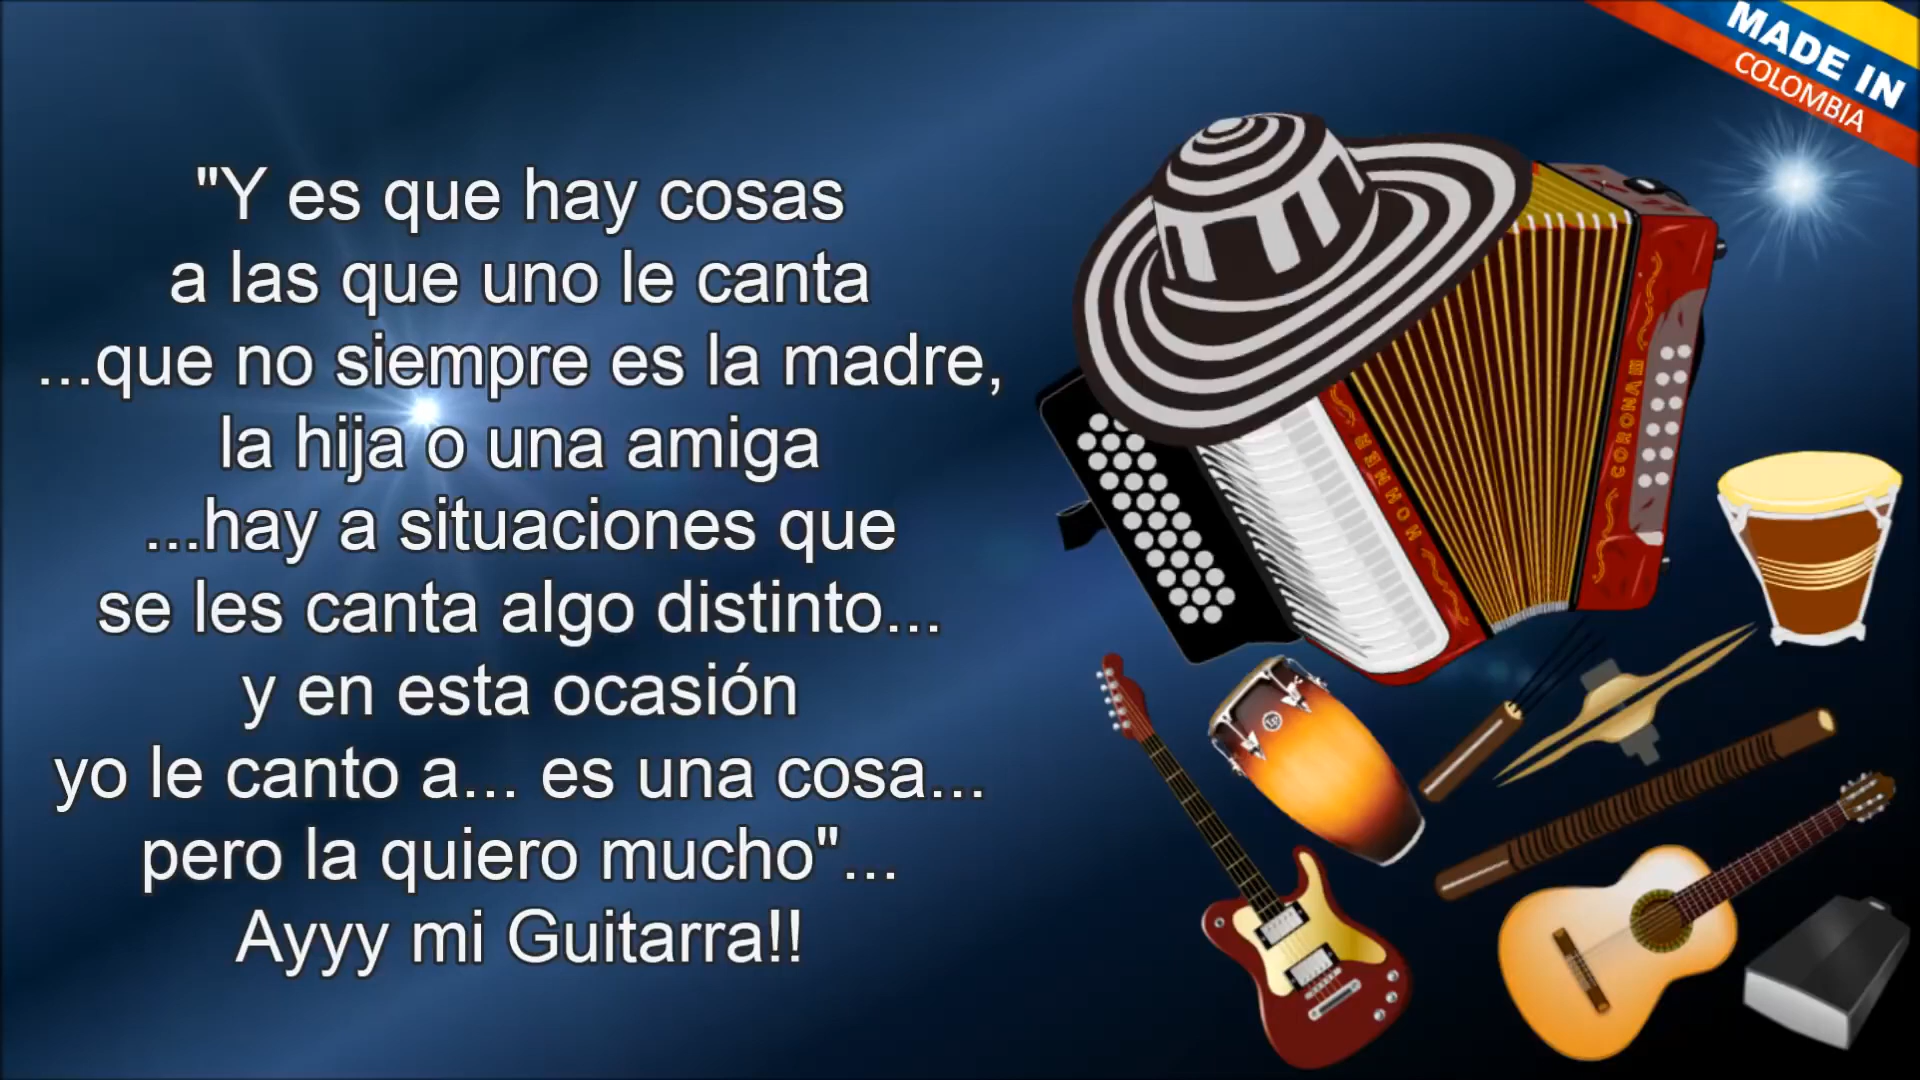 MADE IN
COLOMBIA
"Y es que hay cosas
a las que uno le canta
...que no siempre es la madre,
la hija o una amiga
...hay a situaciones que
se les canta algo distinto...
y en esta ocasión
yo le canto a... es una cosa...
pero la quiero mucho"...
Ayyy mi Guitarra!!
HOHNER
CORONA III
LP